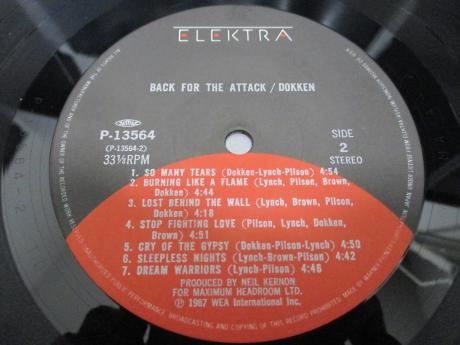 ELEKTRA
BACK FOR THE ATTACK / DOKKEN
P-13564
(P-13564-2)
33⅓RPM
SIDE
2
STEREO
1. SO MANY TEARS (Dokken-Lynch-Pilson) 4:54
2. BURNING LIKE A FLAME (Lynch, Pilson, Brown,
Dokken) 4:44
3. LOST BEHIND THE WALL (Lynch, Brown, Pilson,
Dokken) 4:18
4. STOP FIGHTING LOVE (Pilson, Lynch, Dokken,
Brown) 4:51
5. CRY OF THE GYPSY (Dokken-Pilson-Lynch) 4:50
6. SLEEPLESS NIGHTS (Lynch-Brown-Pilson) 4:42
7. DREAM WARRIORS (Lynch-Pilson) 4:46
PRODUCED BY NEIL KERNON
FOR MAXIMUM HEADROOM LTD.
Ⓟ 1987 WEA International Inc.